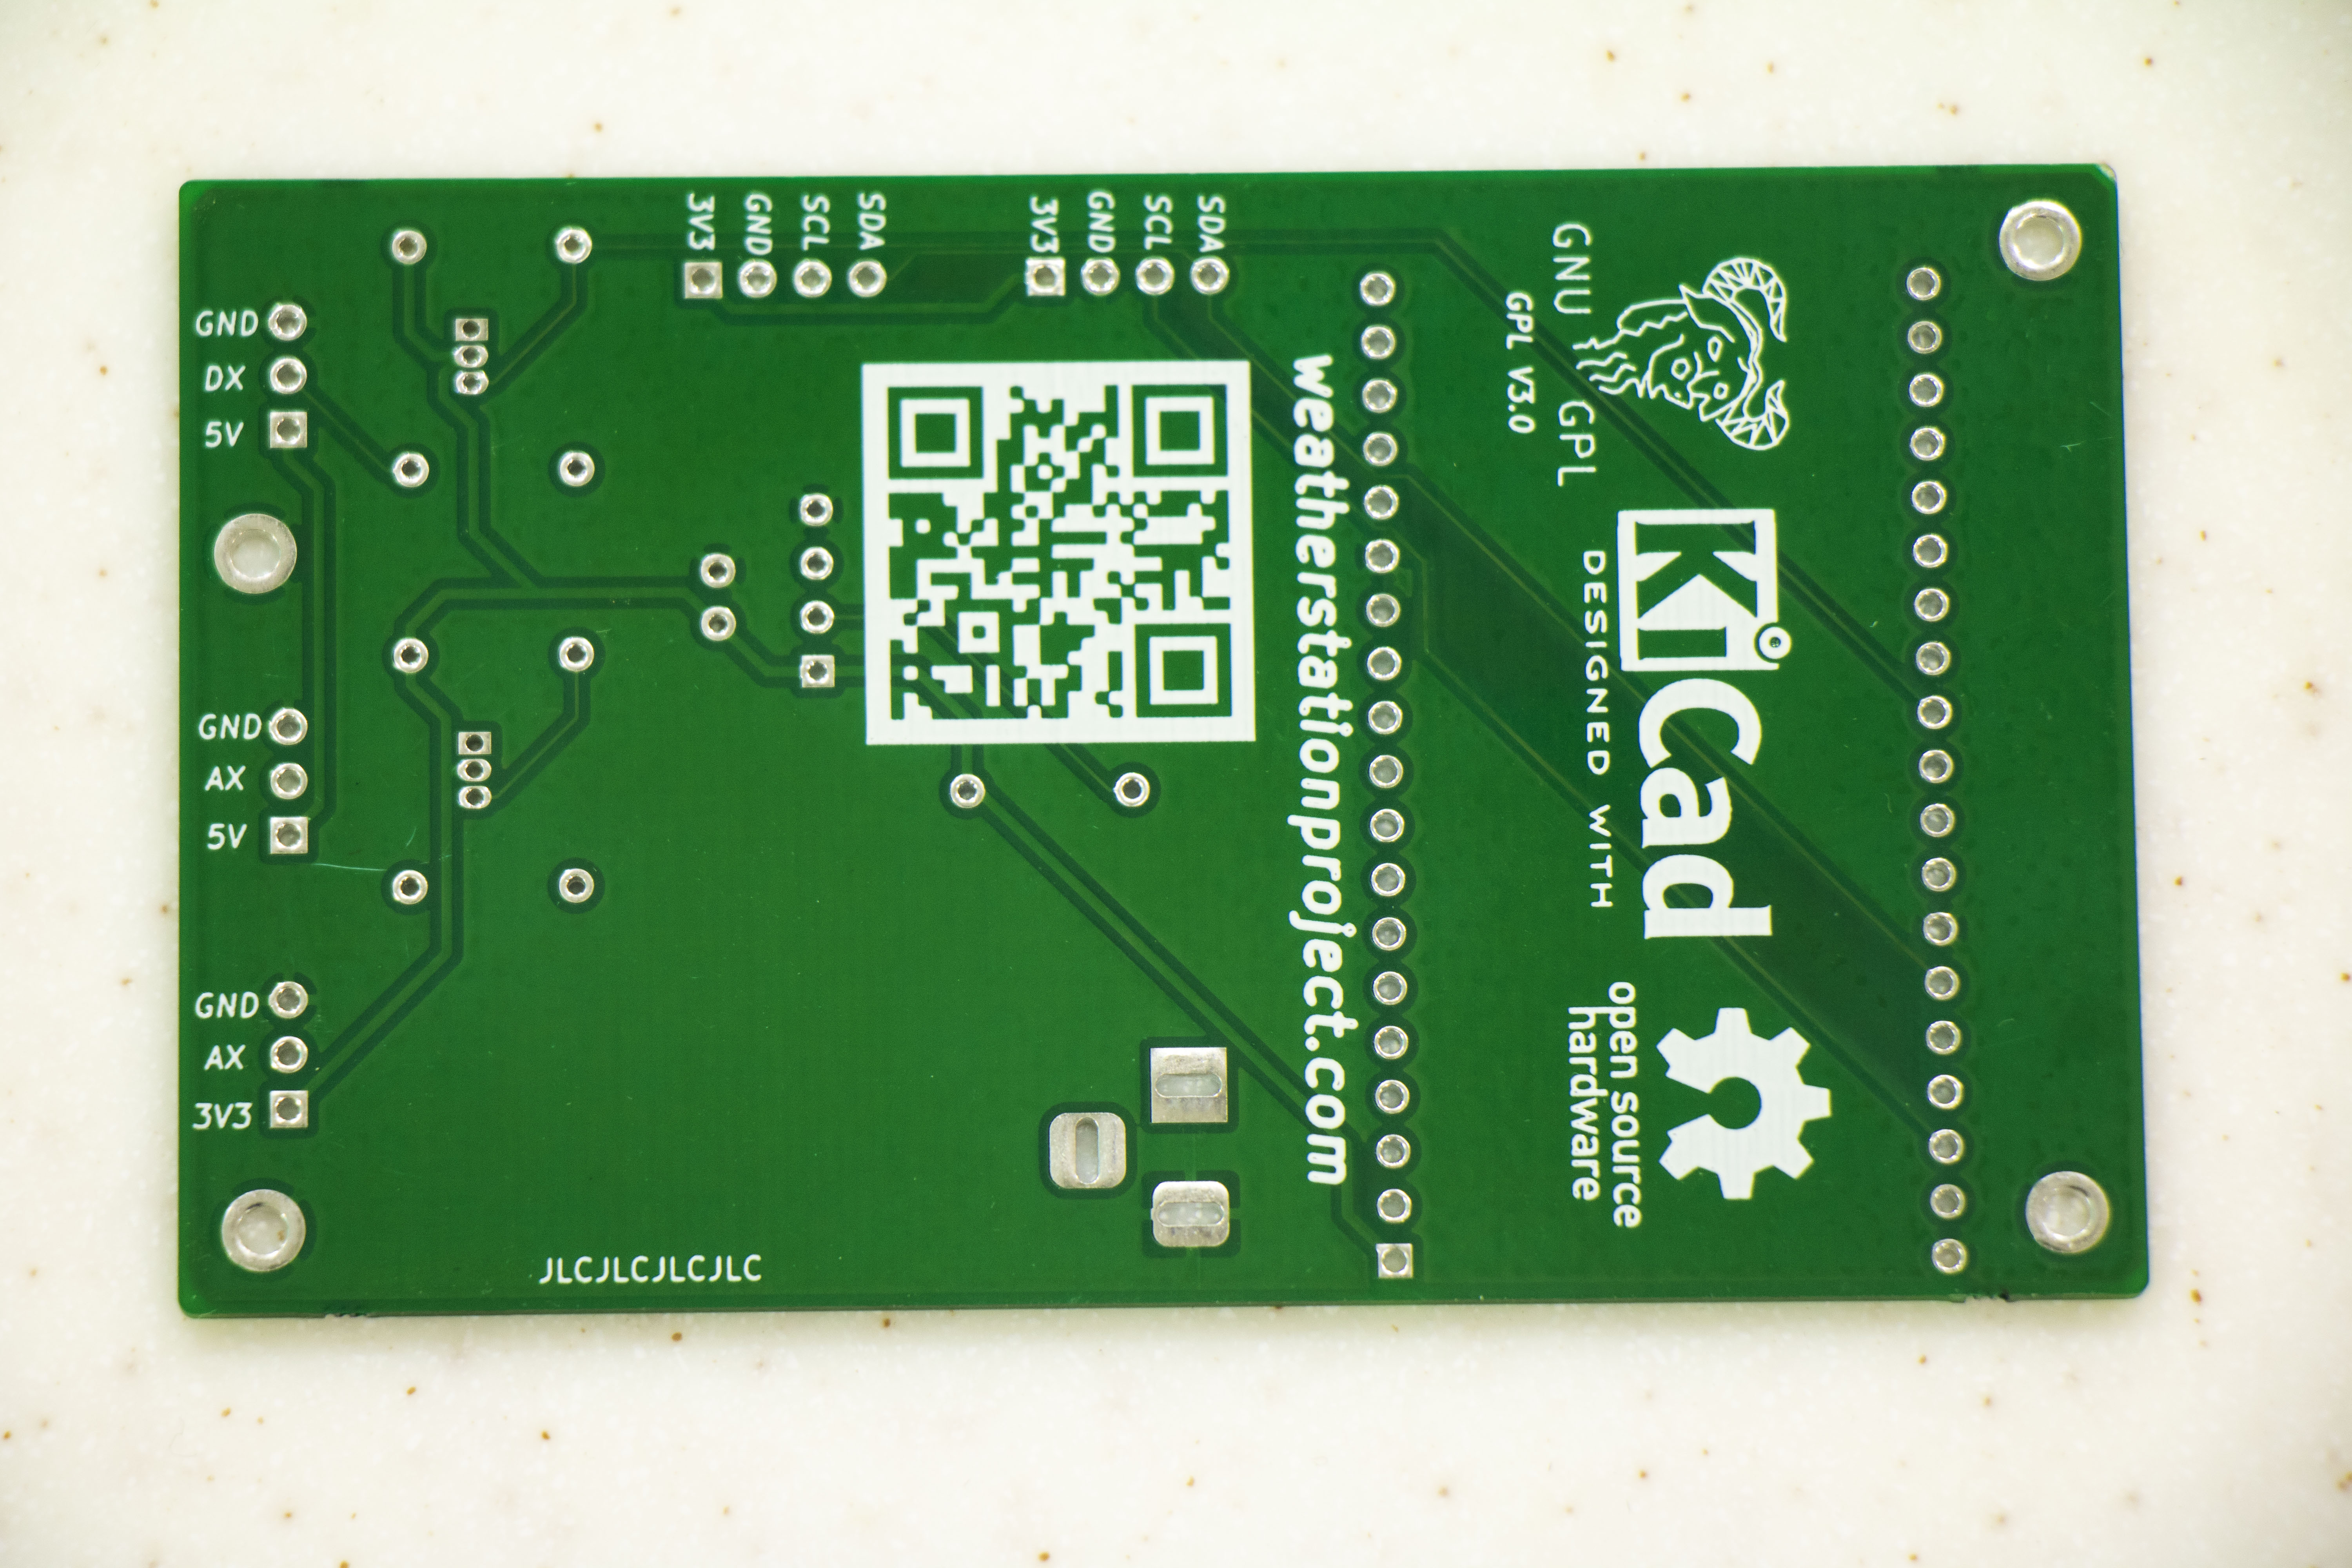 3V3
GND
SCL
SDA
3V3
GND
SCL
SDA
GND
DX
5V
GND
AX
5V
GND
AX
3V3
JLCJLCJLCJLC
weatherstationproject.com
GNU GPL
GPL V3.0
KiCad
DESIGNED WITH
open source
hardware